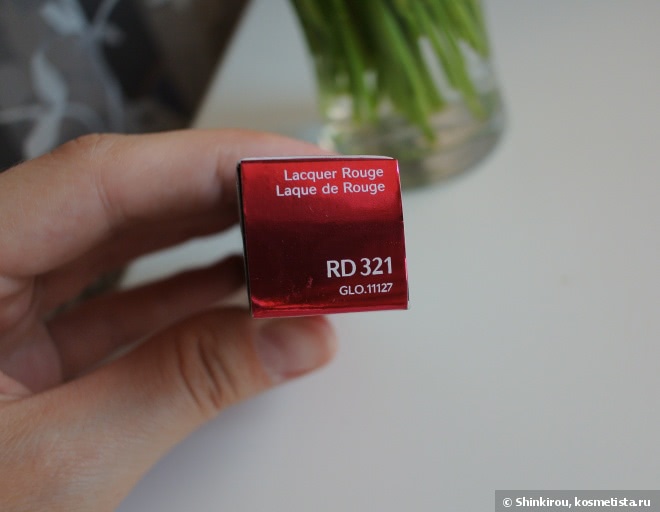 Lacquer Rouge
Laque de Rouge
RD 321
GLO.11127
© Shinkirou, kosmetista.ru